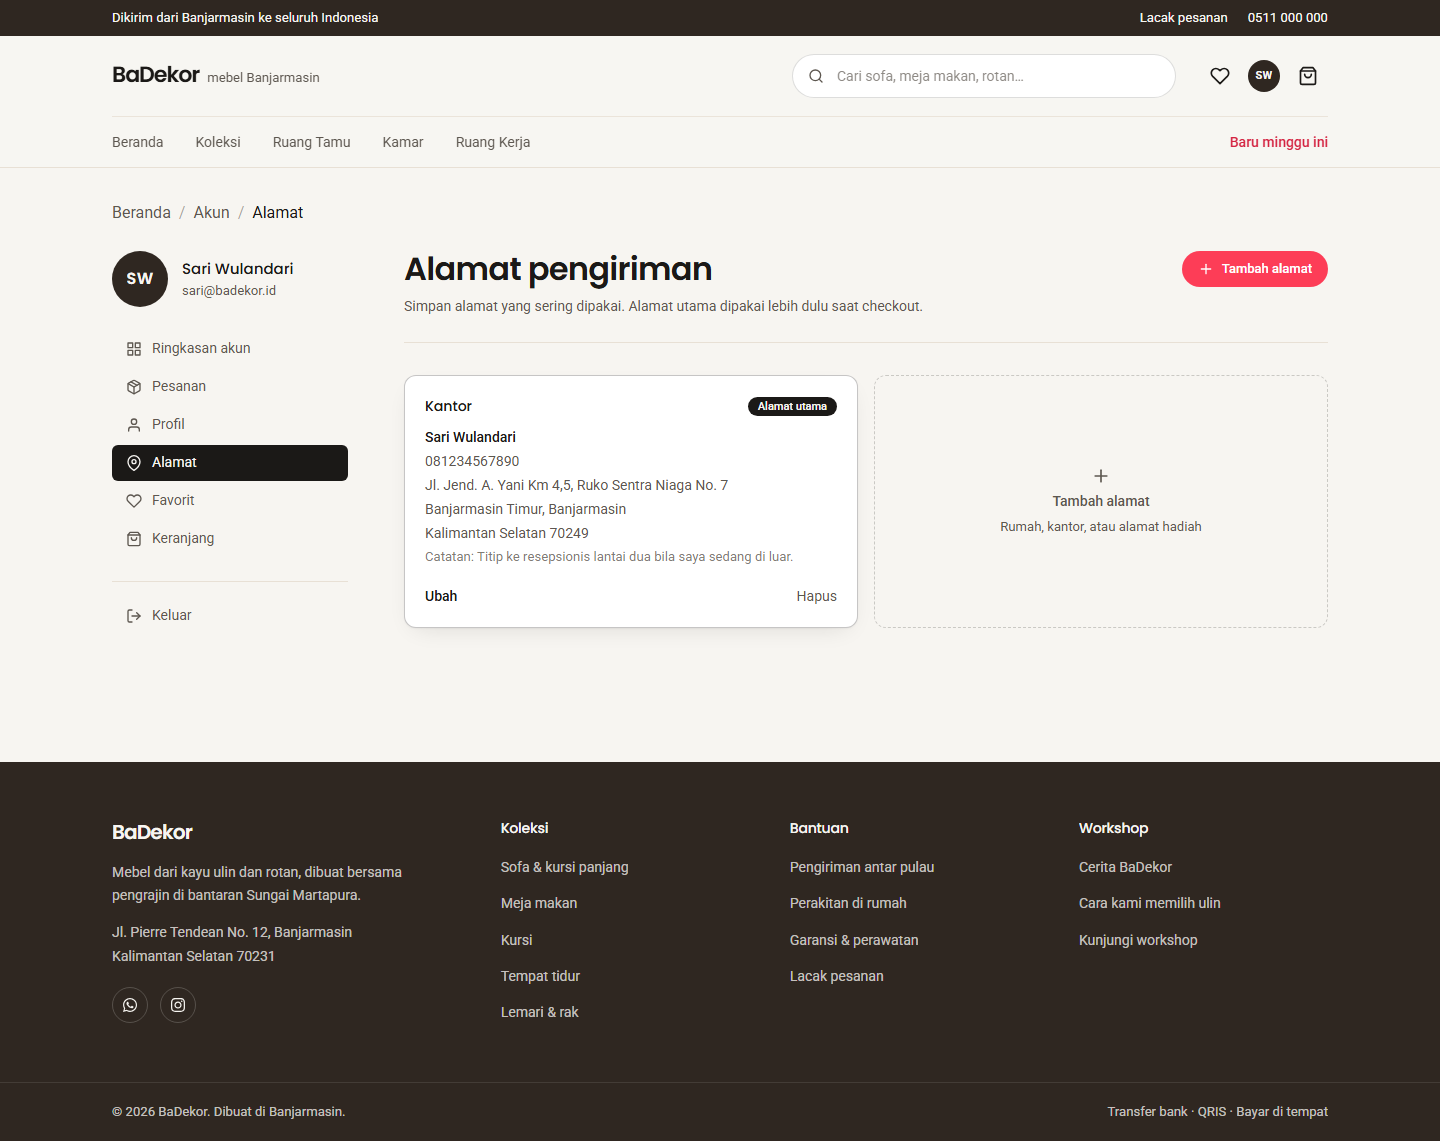 Dikirim dari Banjarmasin ke seluruh Indonesia
Lacak pesanan
0511 000 000
BaDekor mebel Banjarmasin
Cari sofa, meja makan, rotan…
SW
Beranda
Koleksi
Ruang Tamu
Kamar
Ruang Kerja
Baru minggu ini
Beranda / Akun / Alamat
SW
Sari Wulandari
sari@badekor.id
Ringkasan akun
Pesanan
Profil
Alamat
Favorit
Keranjang
Keluar
Alamat pengiriman
Tambah alamat
Simpan alamat yang sering dipakai. Alamat utama dipakai lebih dulu saat checkout.
Kantor
Alamat utama
Sari Wulandari
081234567890
Jl. Jend. A. Yani Km 4,5, Ruko Sentra Niaga No. 7
Banjarmasin Timur, Banjarmasin
Kalimantan Selatan 70249
Catatan: Titip ke resepsionis lantai dua bila saya sedang di luar.
Ubah
Hapus
Tambah alamat
Rumah, kantor, atau alamat hadiah
BaDekor
Mebel dari kayu ulin dan rotan, dibuat bersama
pengrajin di bantaran Sungai Martapura.
Jl. Pierre Tendean No. 12, Banjarmasin
Kalimantan Selatan 70231
Koleksi
Sofa & kursi panjang
Meja makan
Kursi
Tempat tidur
Lemari & rak
Bantuan
Pengiriman antar pulau
Perakitan di rumah
Garansi & perawatan
Lacak pesanan
Workshop
Cerita BaDekor
Cara kami memilih ulin
Kunjungi workshop
© 2026 BaDekor. Dibuat di Banjarmasin.
Transfer bank · QRIS · Bayar di tempat